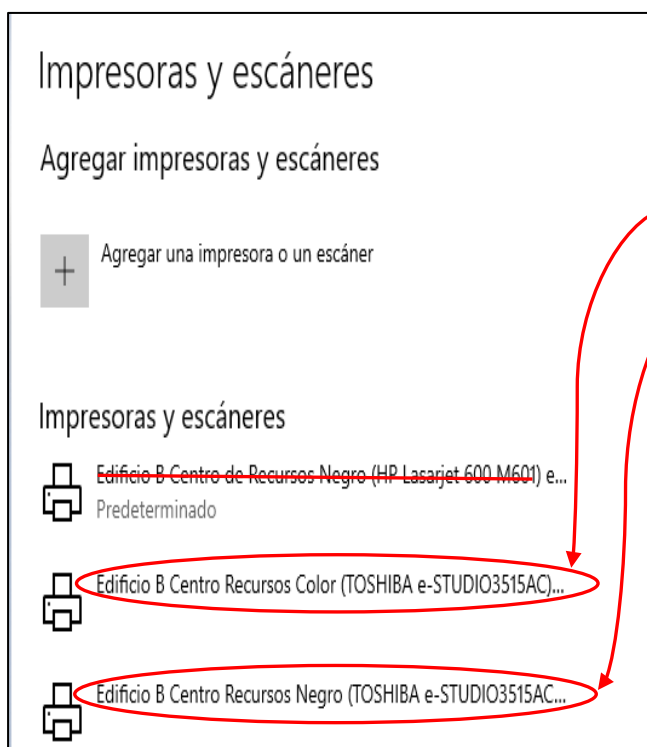 Impresoras y escáneres
Agregar impresoras y escáneres
Agregar una impresora o un escáner
Impresoras y escáneres
Edificio B Centro de Recursos Negro (HP Lasarjet 600 M601) e...
Predeterminado
Edificio B Centro Recursos Color (TOSHIBA e-STUDIO3515AC)...
Edificio B Centro Recursos Negro (TOSHIBA e-STUDIO3515AC...